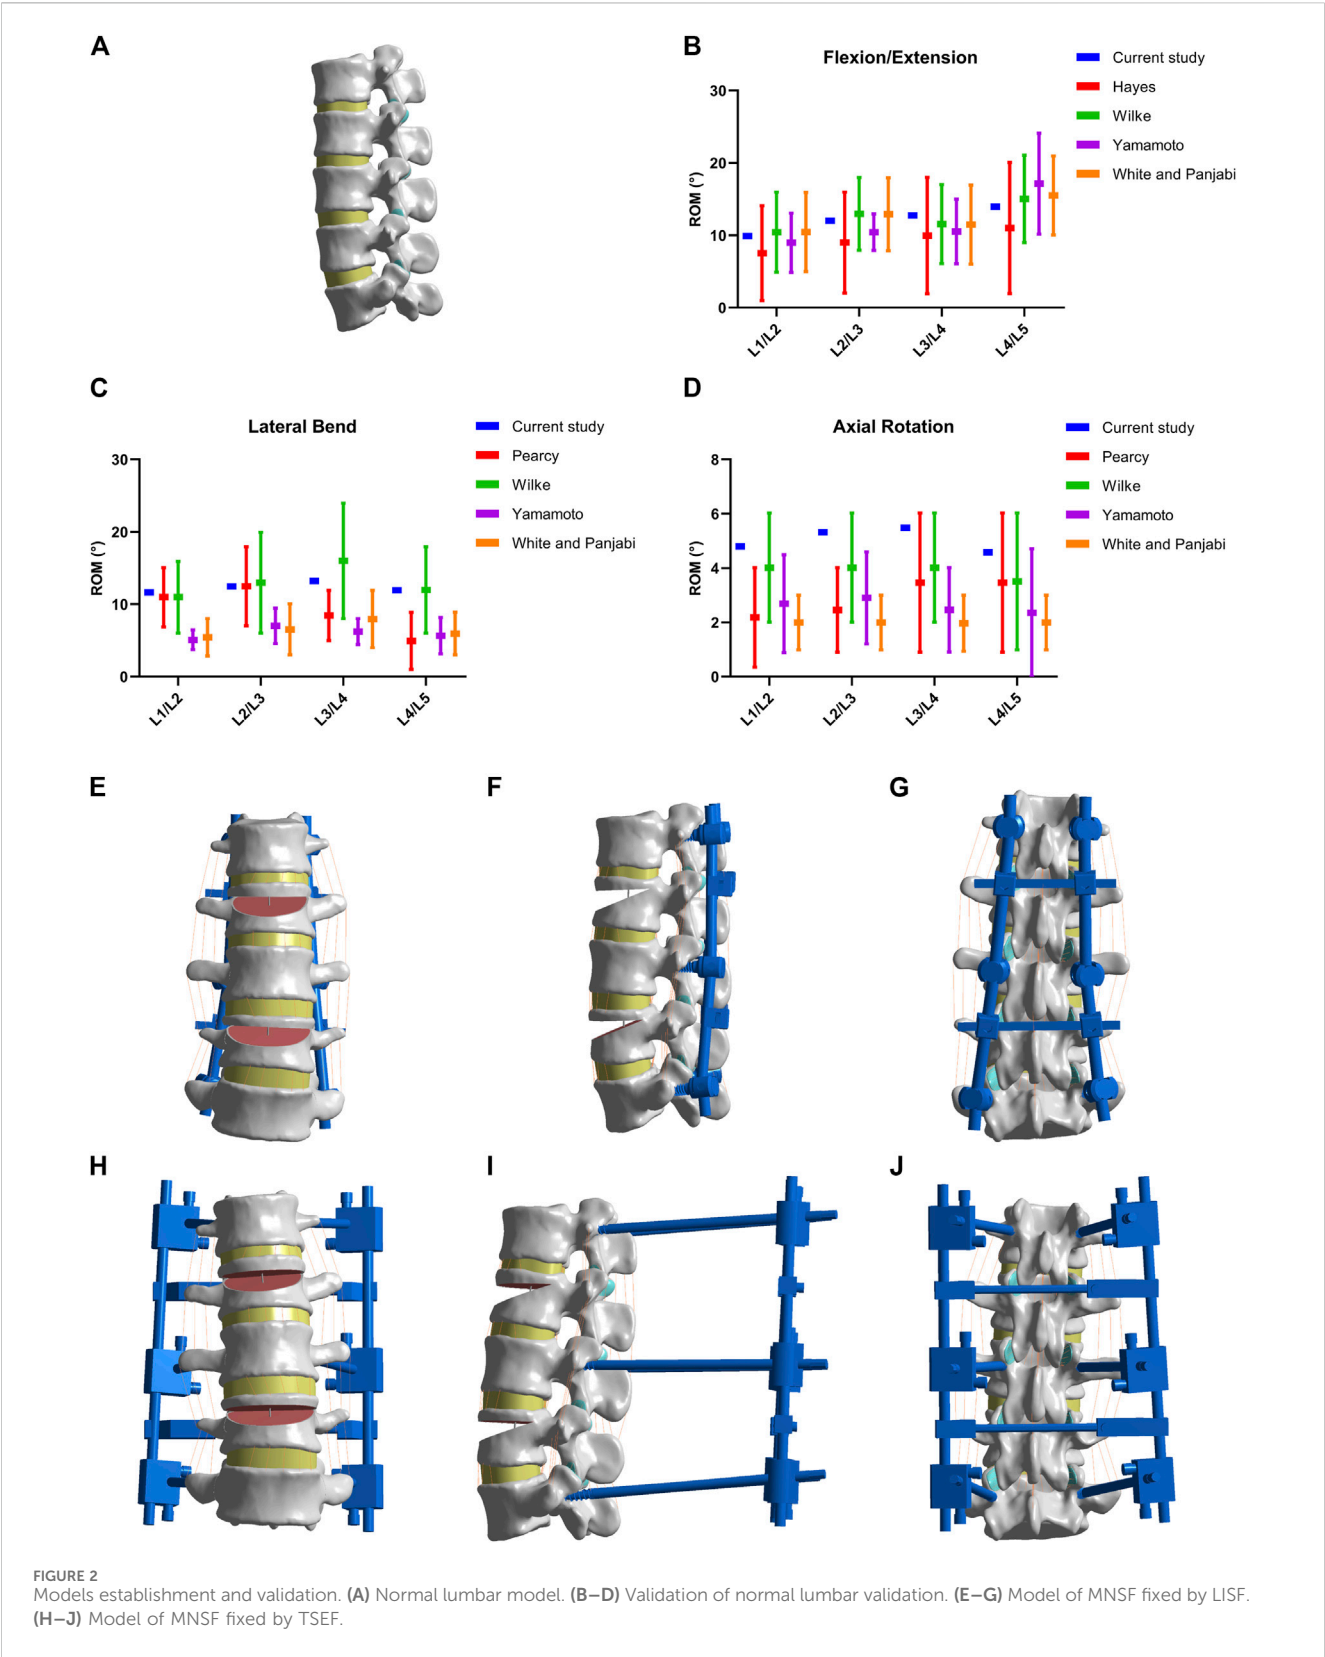 A
B
Flexion/Extension
ROM (°)
30
20
10
0
L1/L2
L2/L3
L3/L4
L4/L5
Current study
Hayes
Wilke
Yamamoto
White and Panjabi
C
Lateral Bend
ROM (°)
30
20
10
0
L1/L2
L2/L3
L3/L4
L4/L5
Current study
Pearcy
Wilke
Yamamoto
White and Panjabi
D
Axial Rotation
ROM (°)
8
6
4
2
0
L1/L2
L2/L3
L3/L4
L4/L5
Current study
Pearcy
Wilke
Yamamoto
White and Panjabi
E
F
G
H
I
J
FIGURE 2
Models establishment and validation. (A) Normal lumbar model. (B–D) Validation of normal lumbar validation. (E–G) Model of MNSF fixed by LISF.
(H–J) Model of MNSF fixed by TSEF.